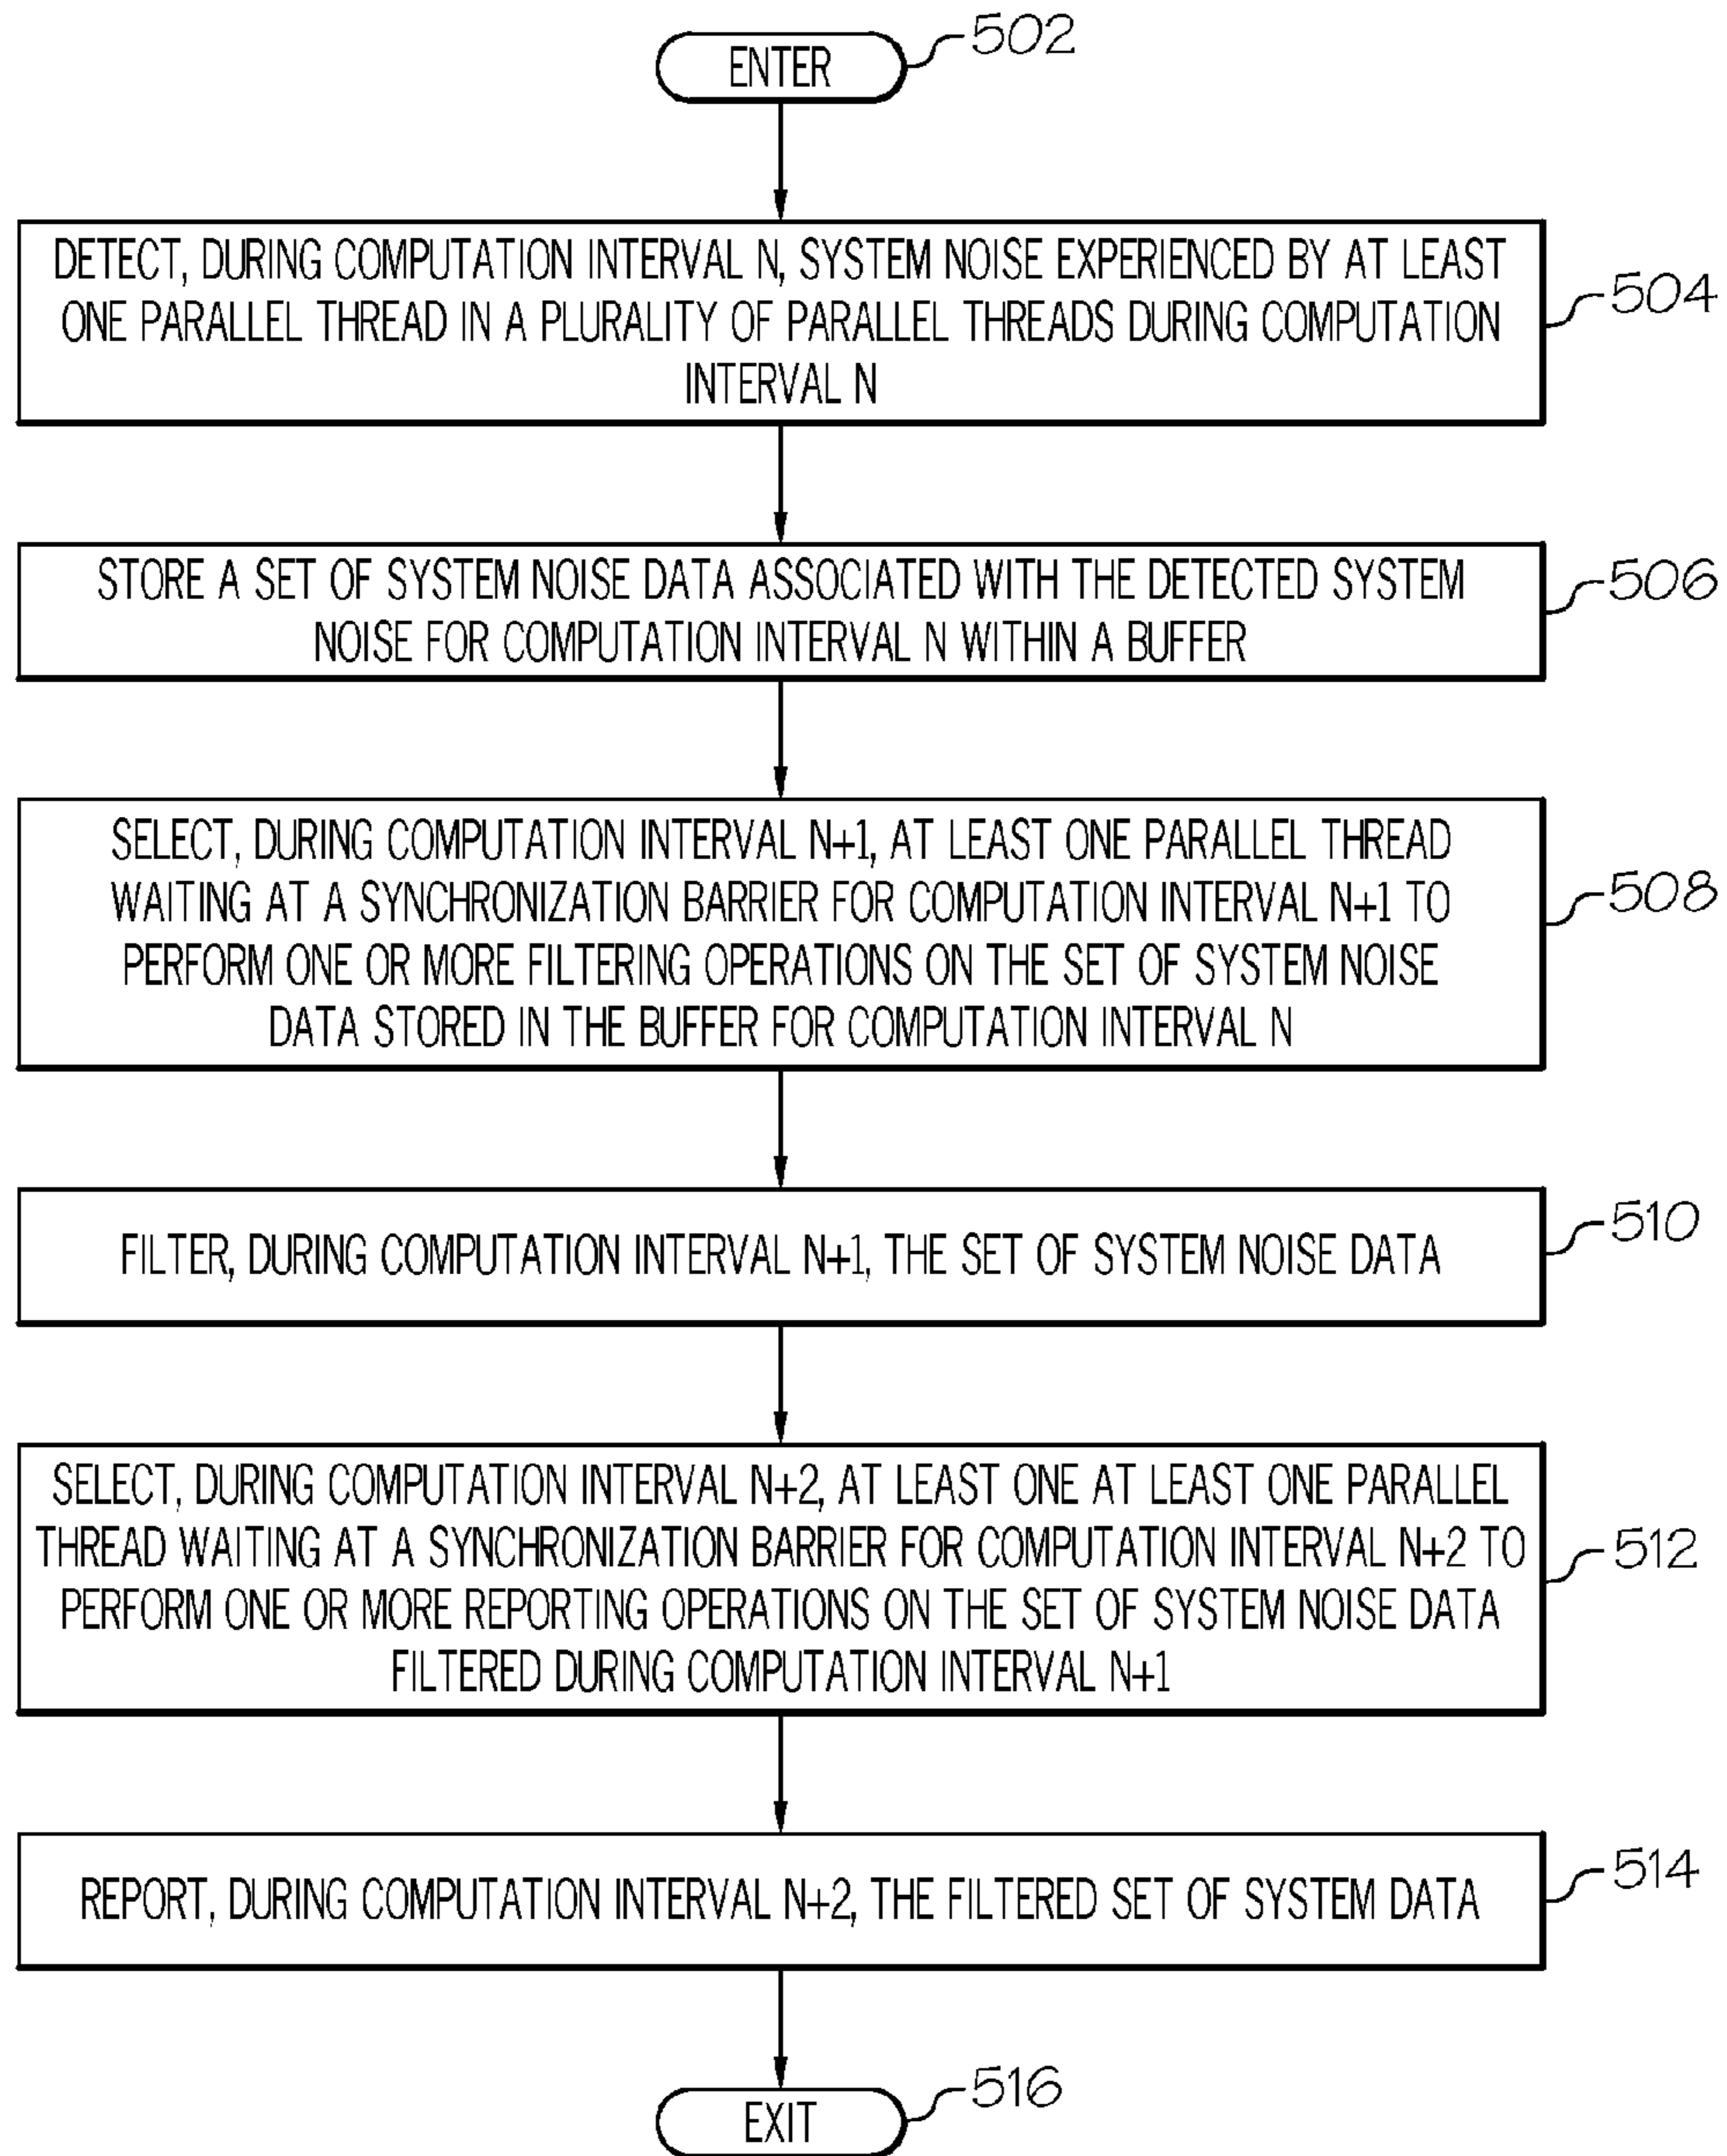 ENTER
502
DETECT, DURING COMPUTATION INTERVAL N, SYSTEM NOISE EXPERIENCED BY AT LEAST
ONE PARALLEL THREAD IN A PLURALITY OF PARALLEL THREADS DURING COMPUTATION
INTERVAL N
504
STORE A SET OF SYSTEM NOISE DATA ASSOCIATED WITH THE DETECTED SYSTEM
NOISE FOR COMPUTATION INTERVAL N WITHIN A BUFFER
506
SELECT, DURING COMPUTATION INTERVAL N+1, AT LEAST ONE PARALLEL THREAD
WAITING AT A SYNCHRONIZATION BARRIER FOR COMPUTATION INTERVAL N+1 TO
PERFORM ONE OR MORE FILTERING OPERATIONS ON THE SET OF SYSTEM NOISE
DATA STORED IN THE BUFFER FOR COMPUTATION INTERVAL N
508
FILTER, DURING COMPUTATION INTERVAL N+1, THE SET OF SYSTEM NOISE DATA
510
SELECT, DURING COMPUTATION INTERVAL N+2, AT LEAST ONE AT LEAST ONE PARALLEL
THREAD WAITING AT A SYNCHRONIZATION BARRIER FOR COMPUTATION INTERVAL N+2 TO
PERFORM ONE OR MORE REPORTING OPERATIONS ON THE SET OF SYSTEM NOISE DATA
FILTERED DURING COMPUTATION INTERVAL N+1
512
REPORT, DURING COMPUTATION INTERVAL N+2, THE FILTERED SET OF SYSTEM DATA
514
EXIT
516